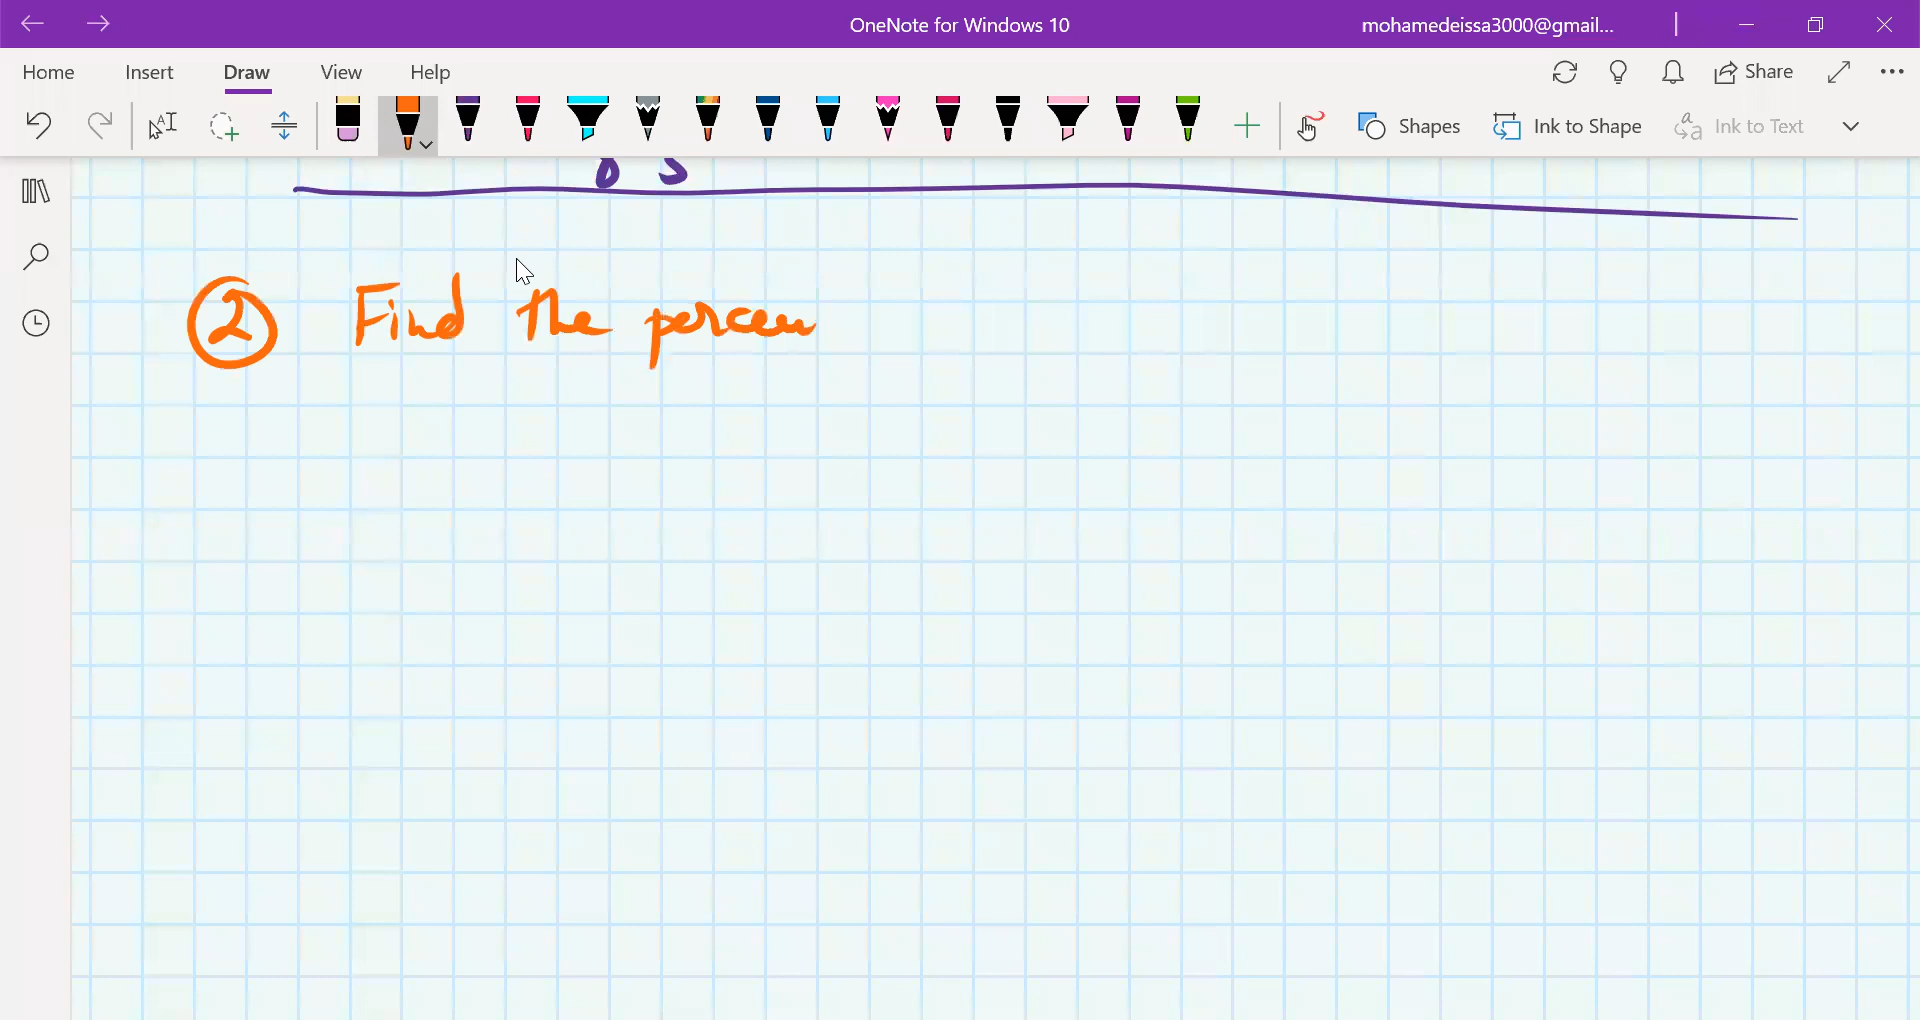 OneNote for Windows 10
mohamedeissa3000@gmail...
Home Insert Draw View Help
Share
Shapes Ink to Shape Ink to Text
② Find the percen